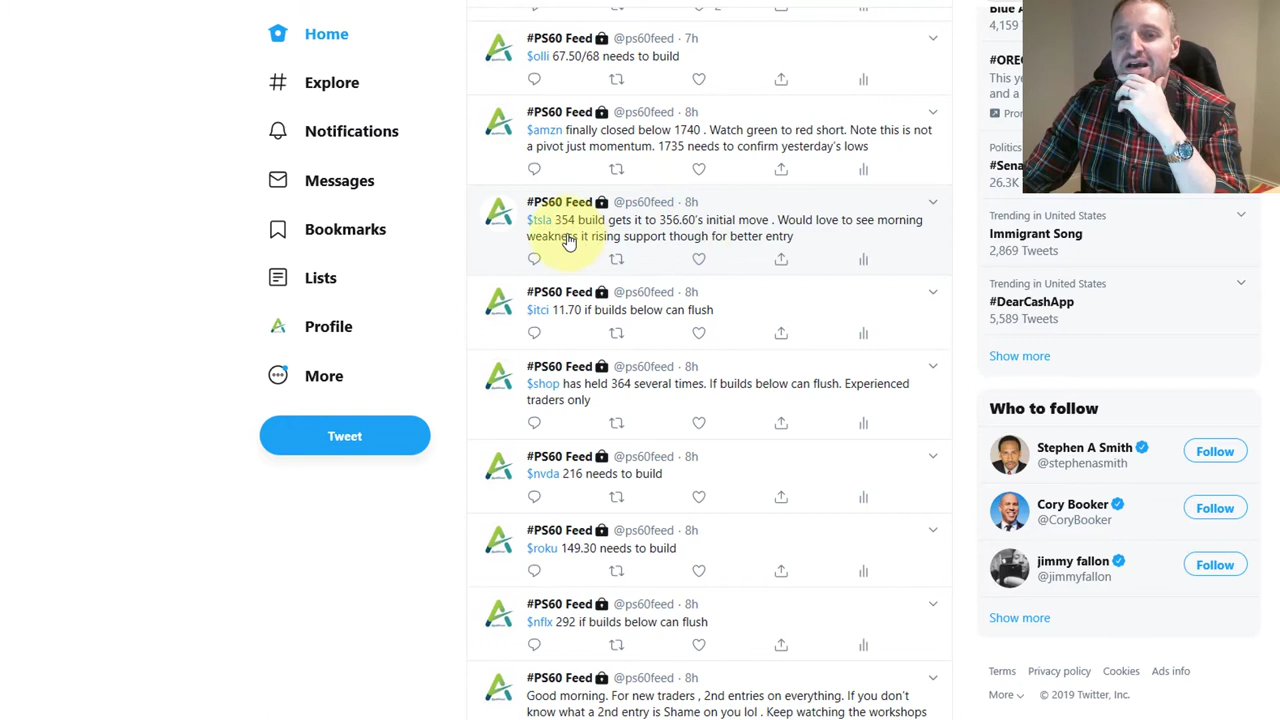 Home
Explore
Notifications
Messages
Bookmarks
Lists
Profile
More
Tweet
#PS60 Feed @ps60feed · 7h
$olli 67.50/68 needs to build
#PS60 Feed @ps60feed · 8h
$amzn finally closed below 1740 . Watch green to red short. Note this is not
a pivot just momentum. 1735 needs to confirm yesterday's lows
#PS60 Feed @ps60feed · 8h
$tsla 354 build gets it to 356.60's initial move . Would love to see morning
weakness it rising support though for better entry
#PS60 Feed @ps60feed · 8h
$itci 11.70 if builds below can flush
#PS60 Feed @ps60feed · 8h
$shop has held 364 several times. If builds below can flush. Experienced
traders only
#PS60 Feed @ps60feed · 8h
$nvda 216 needs to build
#PS60 Feed @ps60feed · 8h
$roku 149.30 needs to build
#PS60 Feed @ps60feed · 8h
$nflx 292 if builds below can flush
#PS60 Feed @ps60feed · 8h
Good morning. For new traders , 2nd entries on everything. If you don't
know what a 2nd entry is Shame on you lol . Keep watching the workshops
4,159
#ORE
This ye
and a
Pro
Politics
#Sena
26.3K
Trending in United States
Immigrant Song
2,869 Tweets
Trending in United States
#DearCashApp
5,589 Tweets
Show more
Who to follow
Stephen A Smith
@stephenasmith
Follow
Cory Booker
@CoryBooker
Follow
jimmy fallon
@jimmyfallon
Follow
Show more
Terms Privacy policy Cookies Ads info
More © 2019 Twitter, Inc.